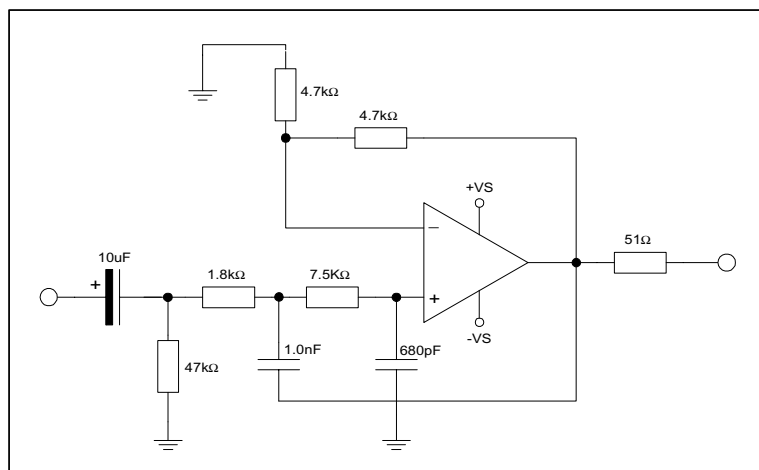 4.7kΩ
4.7kΩ
+VS
−
51Ω
10uF
+
1.8kΩ
7.5KΩ
+
-VS
47kΩ
1.0nF
680pF